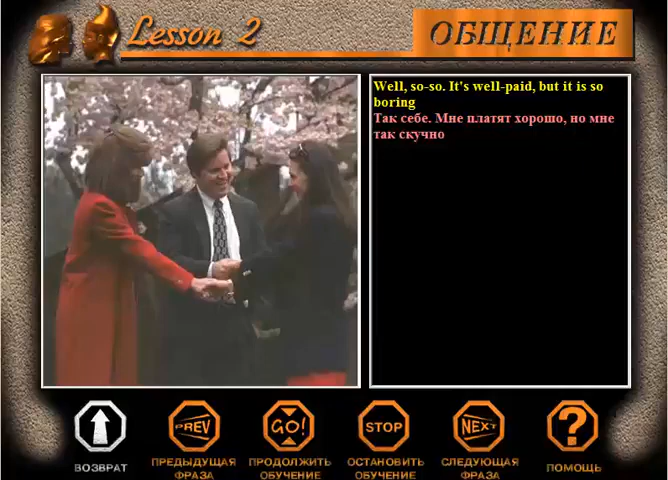 Lesson 2
ОБЩЕНИЕ
Well, so-so. It's well-paid, but it is so
boring
Так себе. Мне платят хорошо, но мне
так скучно
PREV
GO!
STOP
NEXT
?
ВОЗВРАТ
ПРЕДЫДУЩАЯ
ФРАЗА
ПРОДОЛЖИТЬ
ОБУЧЕНИЕ
ОСТАНОВИТЬ
ОБУЧЕНИЕ
СЛЕДУЮЩАЯ
ФРАЗА
ПОМОЩЬ